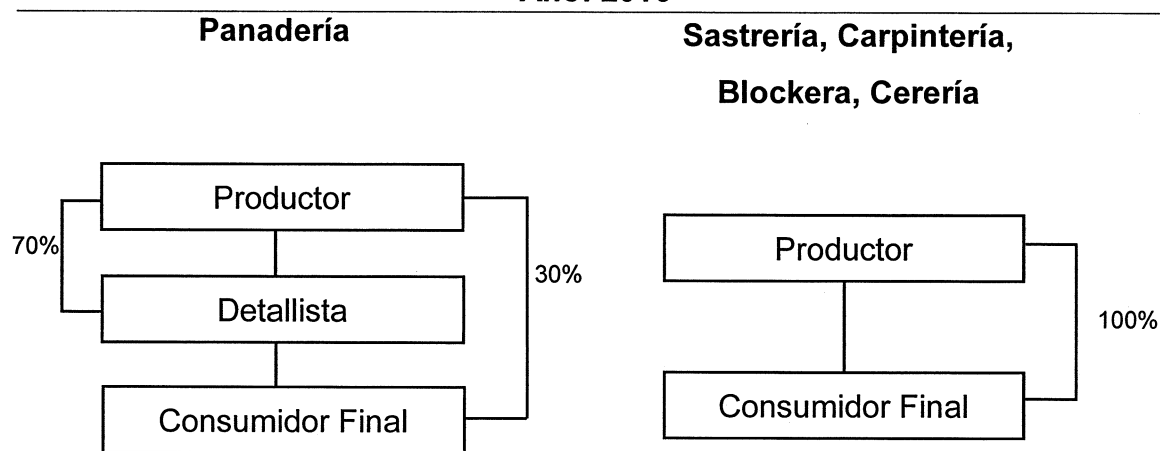 Panadería
Sastrería, Carpintería,
Blockera, Cerería
Productor
70%
Detallista
30%
Consumidor Final
Productor
100%
Consumidor Final